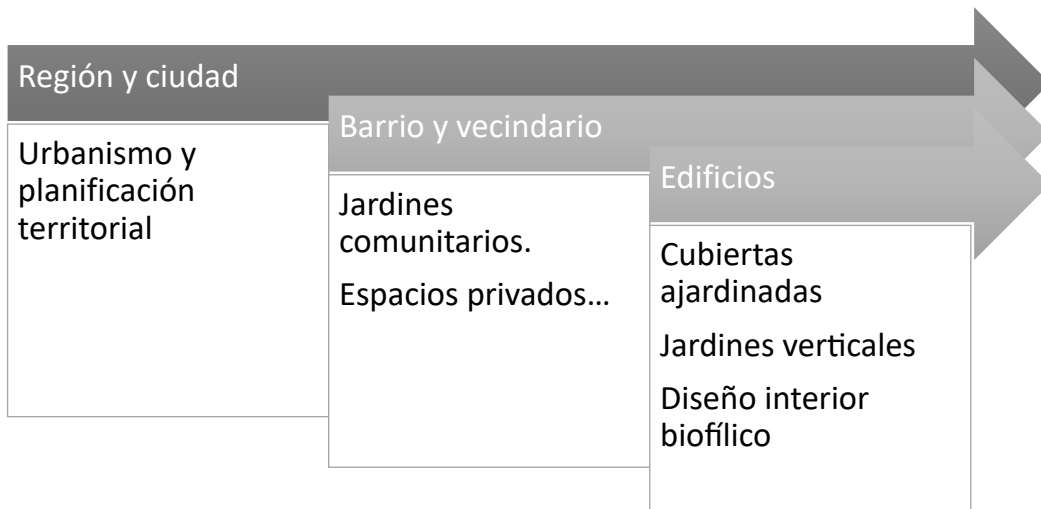 Región y ciudad
Urbanismo y
planificación
territorial
Barrio y vecindario
Jardines
comunitarios.
Espacios privados...
Edificios
Cubiertas
ajardinadas
Jardines verticales
Diseño interior
biofílico